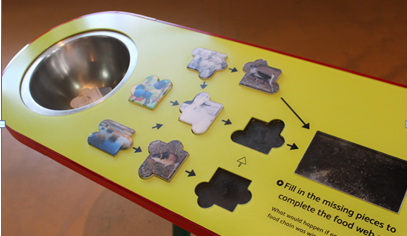 Fill in the missing pieces to
complete the food web
What would happen if
food chain was